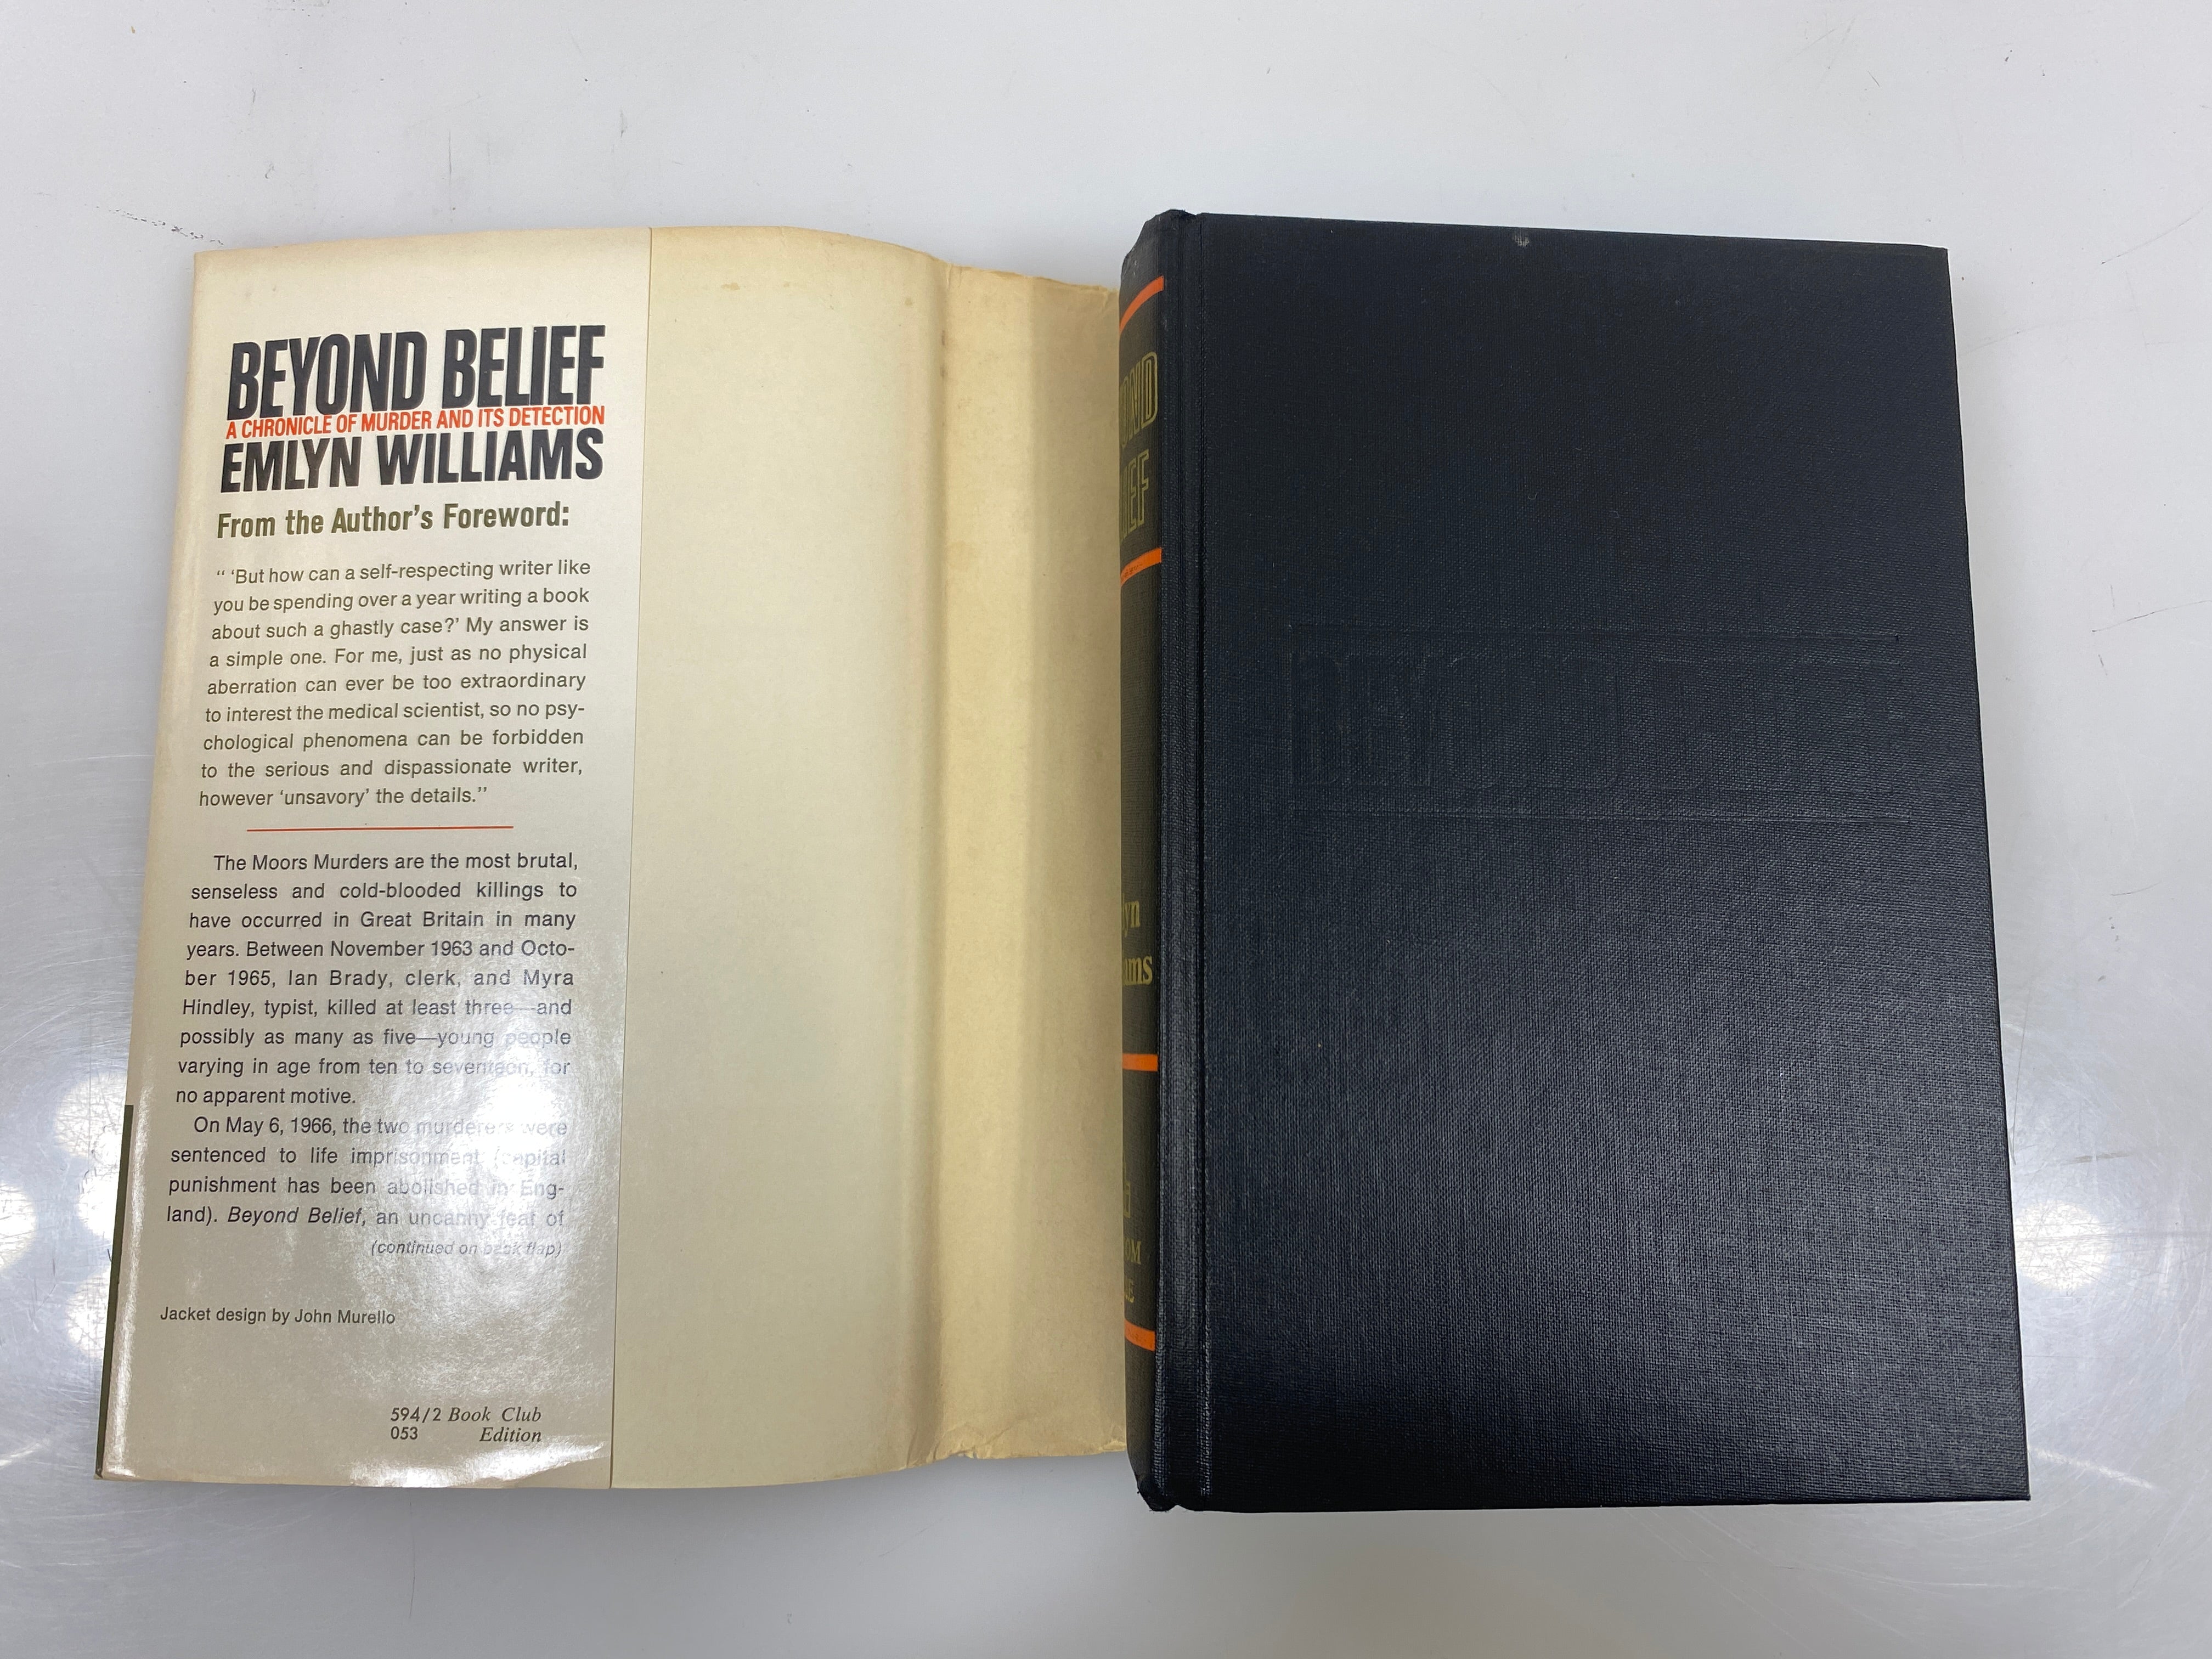 BEYOND BELIEF
A CHRONICLE OF MURDER AND ITS DETECTION
EMLYN WILLIAMS
From the Author's Foreword:
“ ‘But how can a self-respecting writer like
you be spending over a year writing a book
about such a ghastly case?’ My answer is
a simple one. For me, just as no physical
aberration can ever be too extraordinary
to interest the medical scientist, so no psy-
chological phenomena can be forbidden
to the serious and dispassionate writer,
however ‘unsavory’ the details.”
The Moors Murders are the most brutal,
senseless and cold-blooded killings to
have occurred in Great Britain in many
years. Between November 1963 and Octo-
ber 1965, Ian Brady, clerk, and Myra
Hindley, typist, killed at least three—and
possibly as many as five—young people
varying in age from ten to seventeen, for
no apparent motive.
On May 6, 1966, the two murderers were
sentenced to life imprisonment (capital
punishment has been abolished in Eng-
land). Beyond Belief, an uncanny feat of
(continued on back flap)
Jacket design by John Murello
594/2 Book Club
053 Edition
BEYOND BELIEF